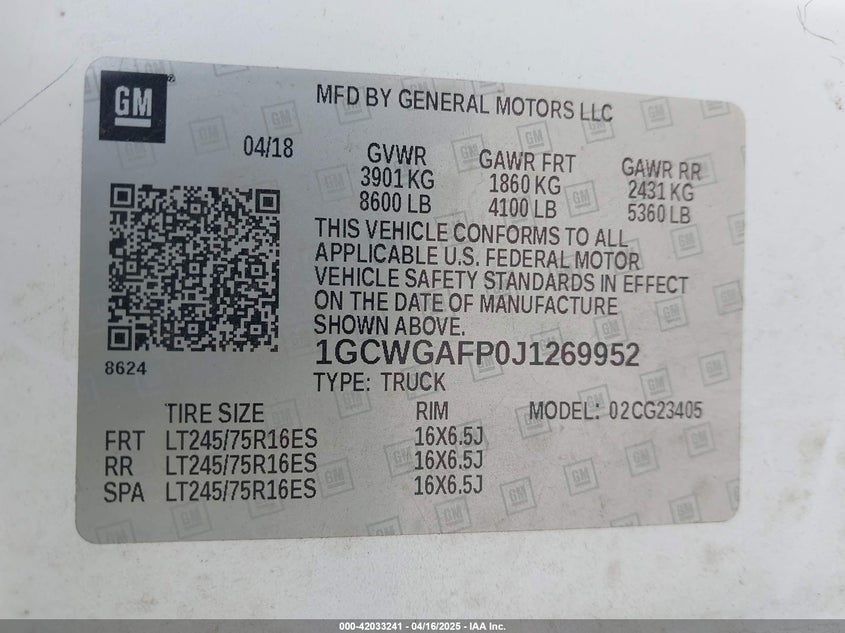 GM
MFD BY GENERAL MOTORS LLC
04/18
GVWR GAWR FRT GAWR RR
3901 KG 1860 KG 2431 KG
8600 LB 4100 LB 5360 LB
THIS VEHICLE CONFORMS TO ALL
APPLICABLE U.S. FEDERAL MOTOR
VEHICLE SAFETY STANDARDS IN EFFECT
ON THE DATE OF MANUFACTURE
SHOWN ABOVE.
8624
1GCWGAFP0J1269952
TYPE: TRUCK
TIRE SIZE RIM MODEL: 02CG23405
FRT LT245/75R16ES 16X6.5J
RR LT245/75R16ES 16X6.5J
SPA LT245/75R16ES 16X6.5J
000-42033241 - 04/16/2025 - IAA Inc.